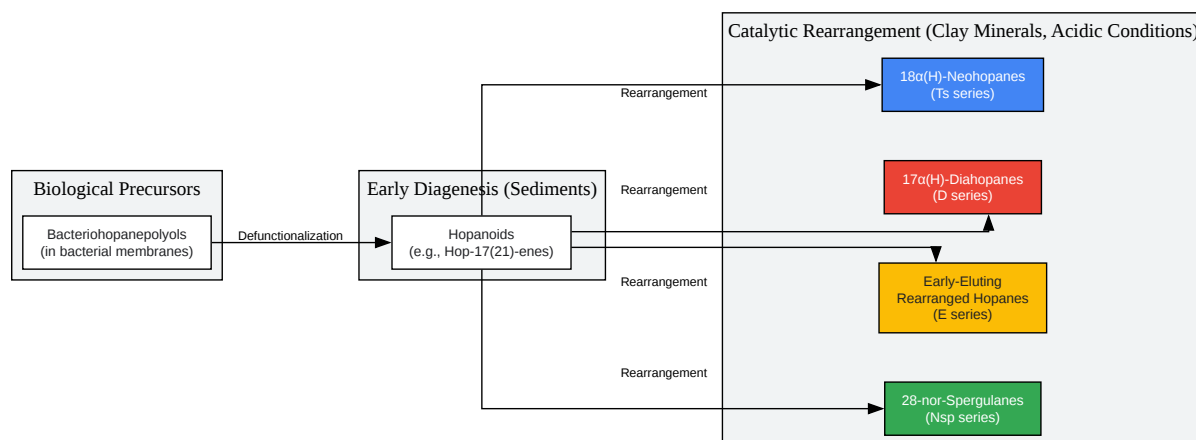 Biological Precursors
Bacteriohopanepolyols
(in bacterial membranes)
Defunctionalization
Early Diagenesis (Sediments)
Hopanoids
(e.g., Hop-17(21)-enes)
Rearrangement
Rearrangement
Rearrangement
Rearrangement
Catalytic Rearrangement (Clay Minerals, Acidic Conditions)
18α(H)-Neohopanes
(Ts series)
17α(H)-Diahopanes
(D series)
Early-Eluting
Rearranged Hopanes
(E series)
28-nor-Spergulanes
(Nsp series)